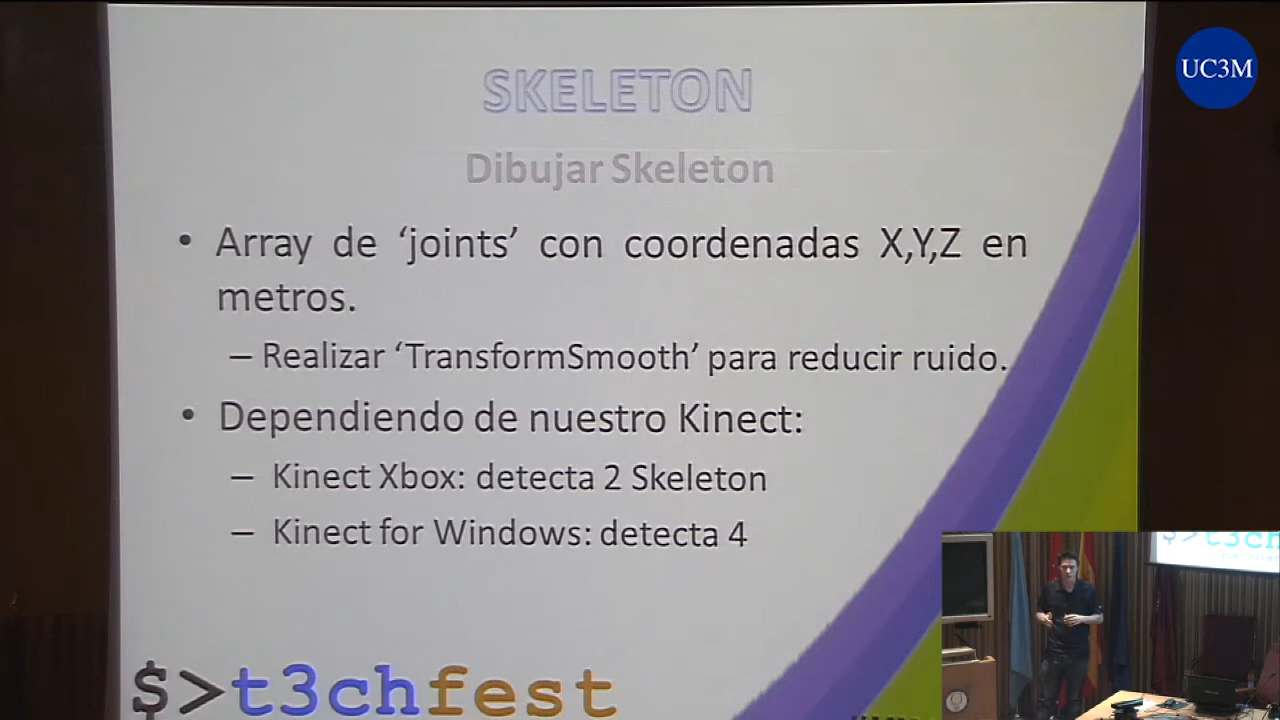 SKELETON
UC3M
Dibujar Skeleton
• Array de ‘joints’ con coordenadas X,Y,Z en
metros.
– Realizar ‘TransformSmooth’ para reducir ruido.
• Dependiendo de nuestro Kinect:
– Kinect Xbox: detecta 2 Skeleton
– Kinect for Windows: detecta 4
$>t3chfest
$>t3ch